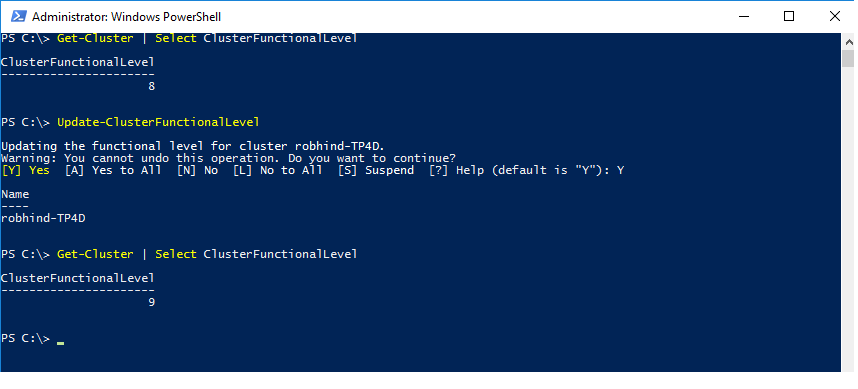 Administrator: Windows PowerShell
PS C:\> Get-Cluster | Select ClusterFunctionalLevel
ClusterFunctionalLevel
----------------------
8
PS C:\> Update-ClusterFunctionalLevel
Updating the functional level for cluster robhind-TP4D.
Warning: You cannot undo this operation. Do you want to continue?
[Y] Yes  [A] Yes to All  [N] No  [L] No to All  [S] Suspend  [?] Help (default is "Y"): Y
Name
----
robhind-TP4D
PS C:\> Get-Cluster | Select ClusterFunctionalLevel
ClusterFunctionalLevel
----------------------
9
PS C:\> _